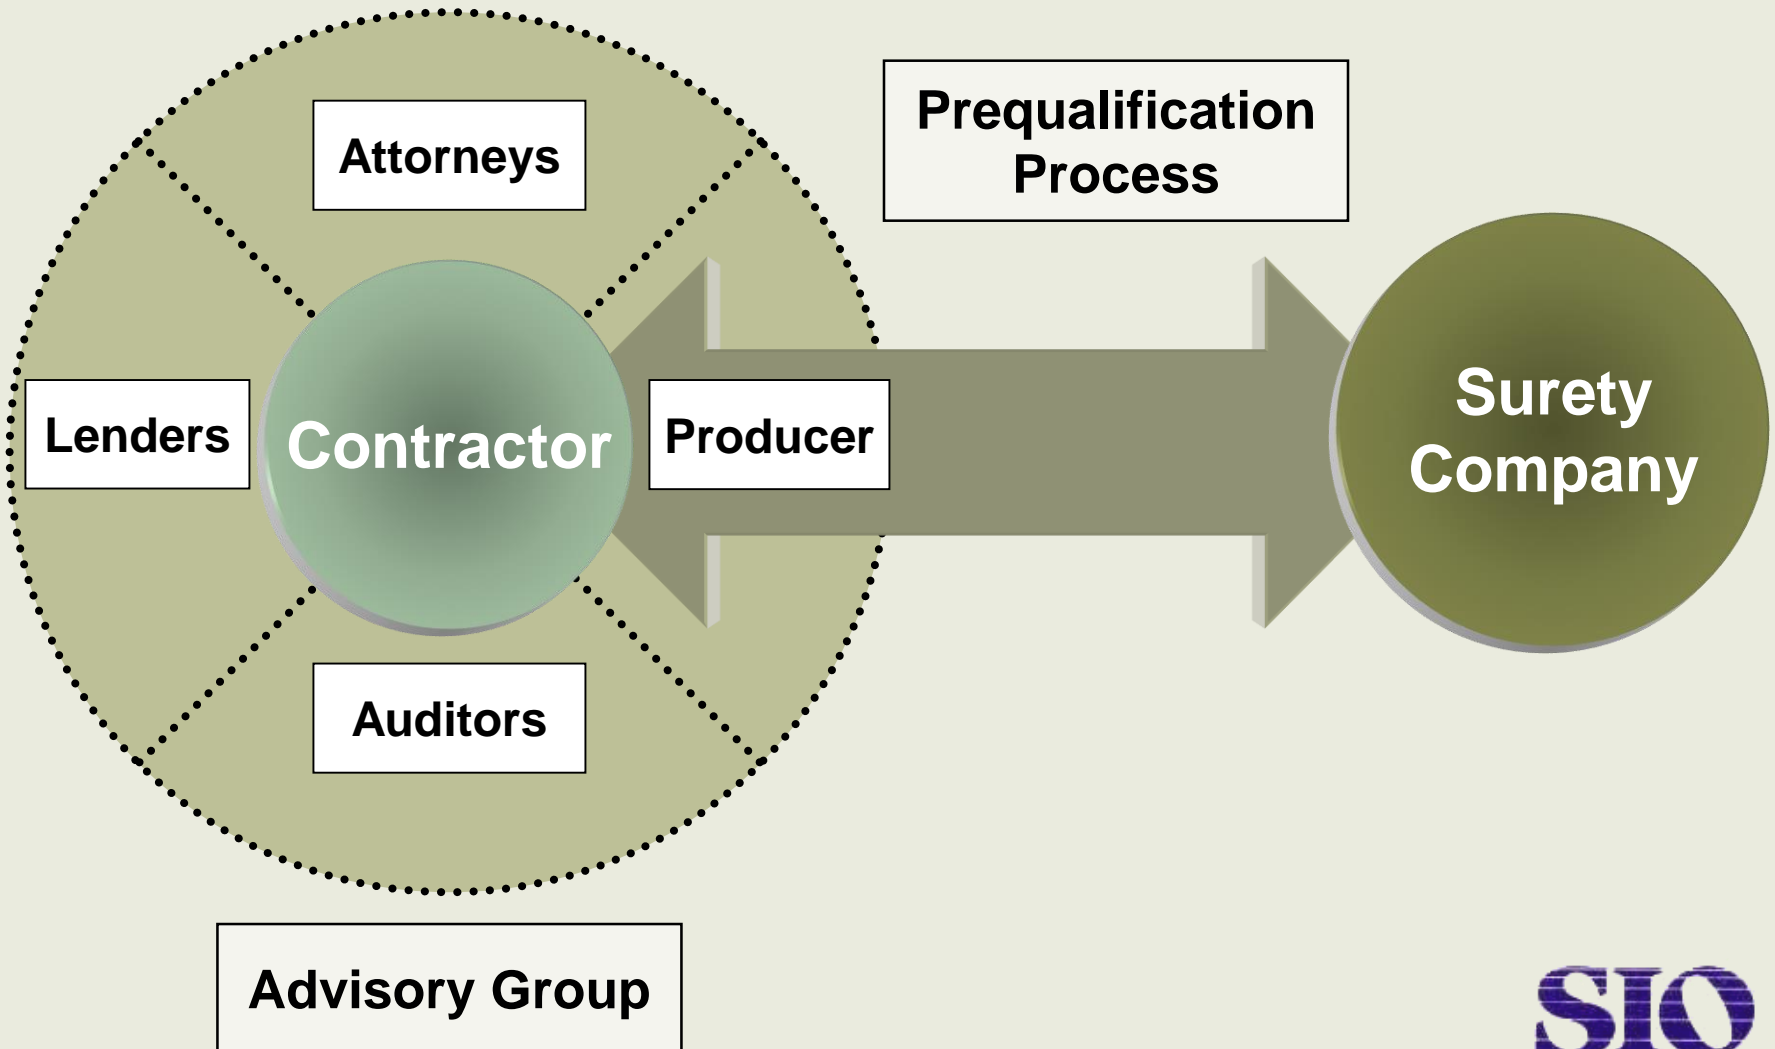 Attorneys
Prequalification
Process
Lenders
Contractor
Producer
Surety
Company
Auditors
Advisory Group
SIO